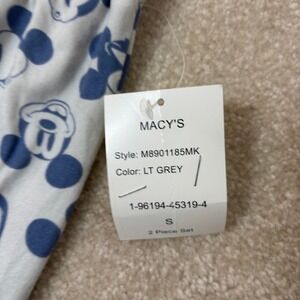 MACY'S
Style: M8901185MK
Color: LT GREY
1-96194-45319-4
S
2 Piece Set